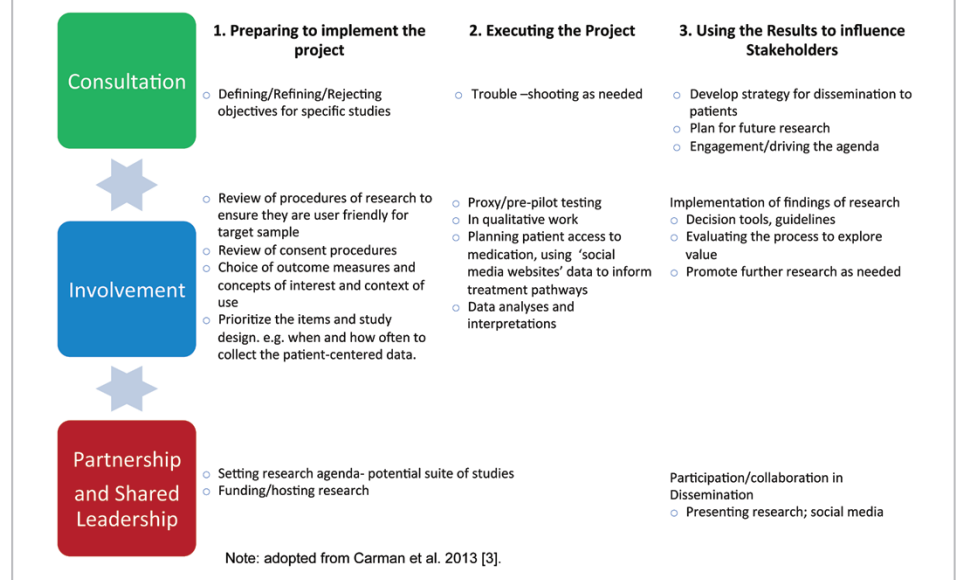 1. Preparing to implement the
project
2. Executing the Project
3. Using the Results to influence
Stakeholders
Consultation
○ Defining/Refining/Rejecting
objectives for specific studies
○ Trouble –shooting as needed
○ Develop strategy for dissemination to
patients
○ Plan for future research
○ Engagement/driving the agenda
Involvement
○ Review of procedures of research to
ensure they are user friendly for
target sample
○ Review of consent procedures
○ Choice of outcome measures and
concepts of interest and context of
use
○ Prioritize the items and study
design. e.g. when and how often to
collect the patient-centered data.
○ Proxy/pre-pilot testing
○ In qualitative work
○ Planning patient access to
medication, using ‘social
media websites’ data to inform
treatment pathways
○ Data analyses and
interpretations
Implementation of findings of research
○ Decision tools, guidelines
○ Evaluating the process to explore
value
○ Promote further research as needed
Partnership
and Shared
Leadership
○ Setting research agenda- potential suite of studies
○ Funding/hosting research
Participation/collaboration in
Dissemination
○ Presenting research; social media
Note: adopted from Carman et al. 2013 [3].